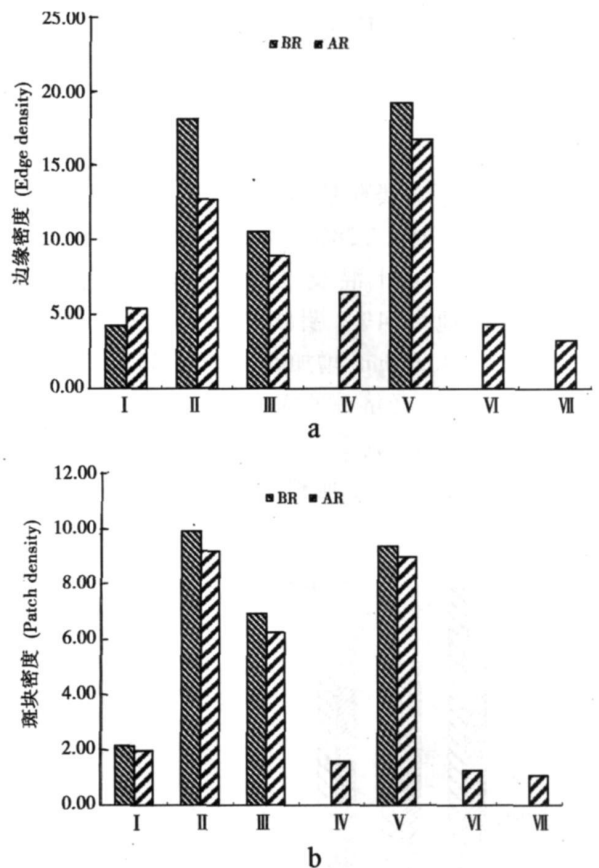 25.00
BR AR
20.00
15.00
10.00
5.00
0.00
边缘密度 (Edge density)
I II III IV V VI VII
a
12.00
BR AR
10.00
8.00
6.00
4.00
2.00
0.00
斑块密度 (Patch density)
I II III IV V VI VII
b